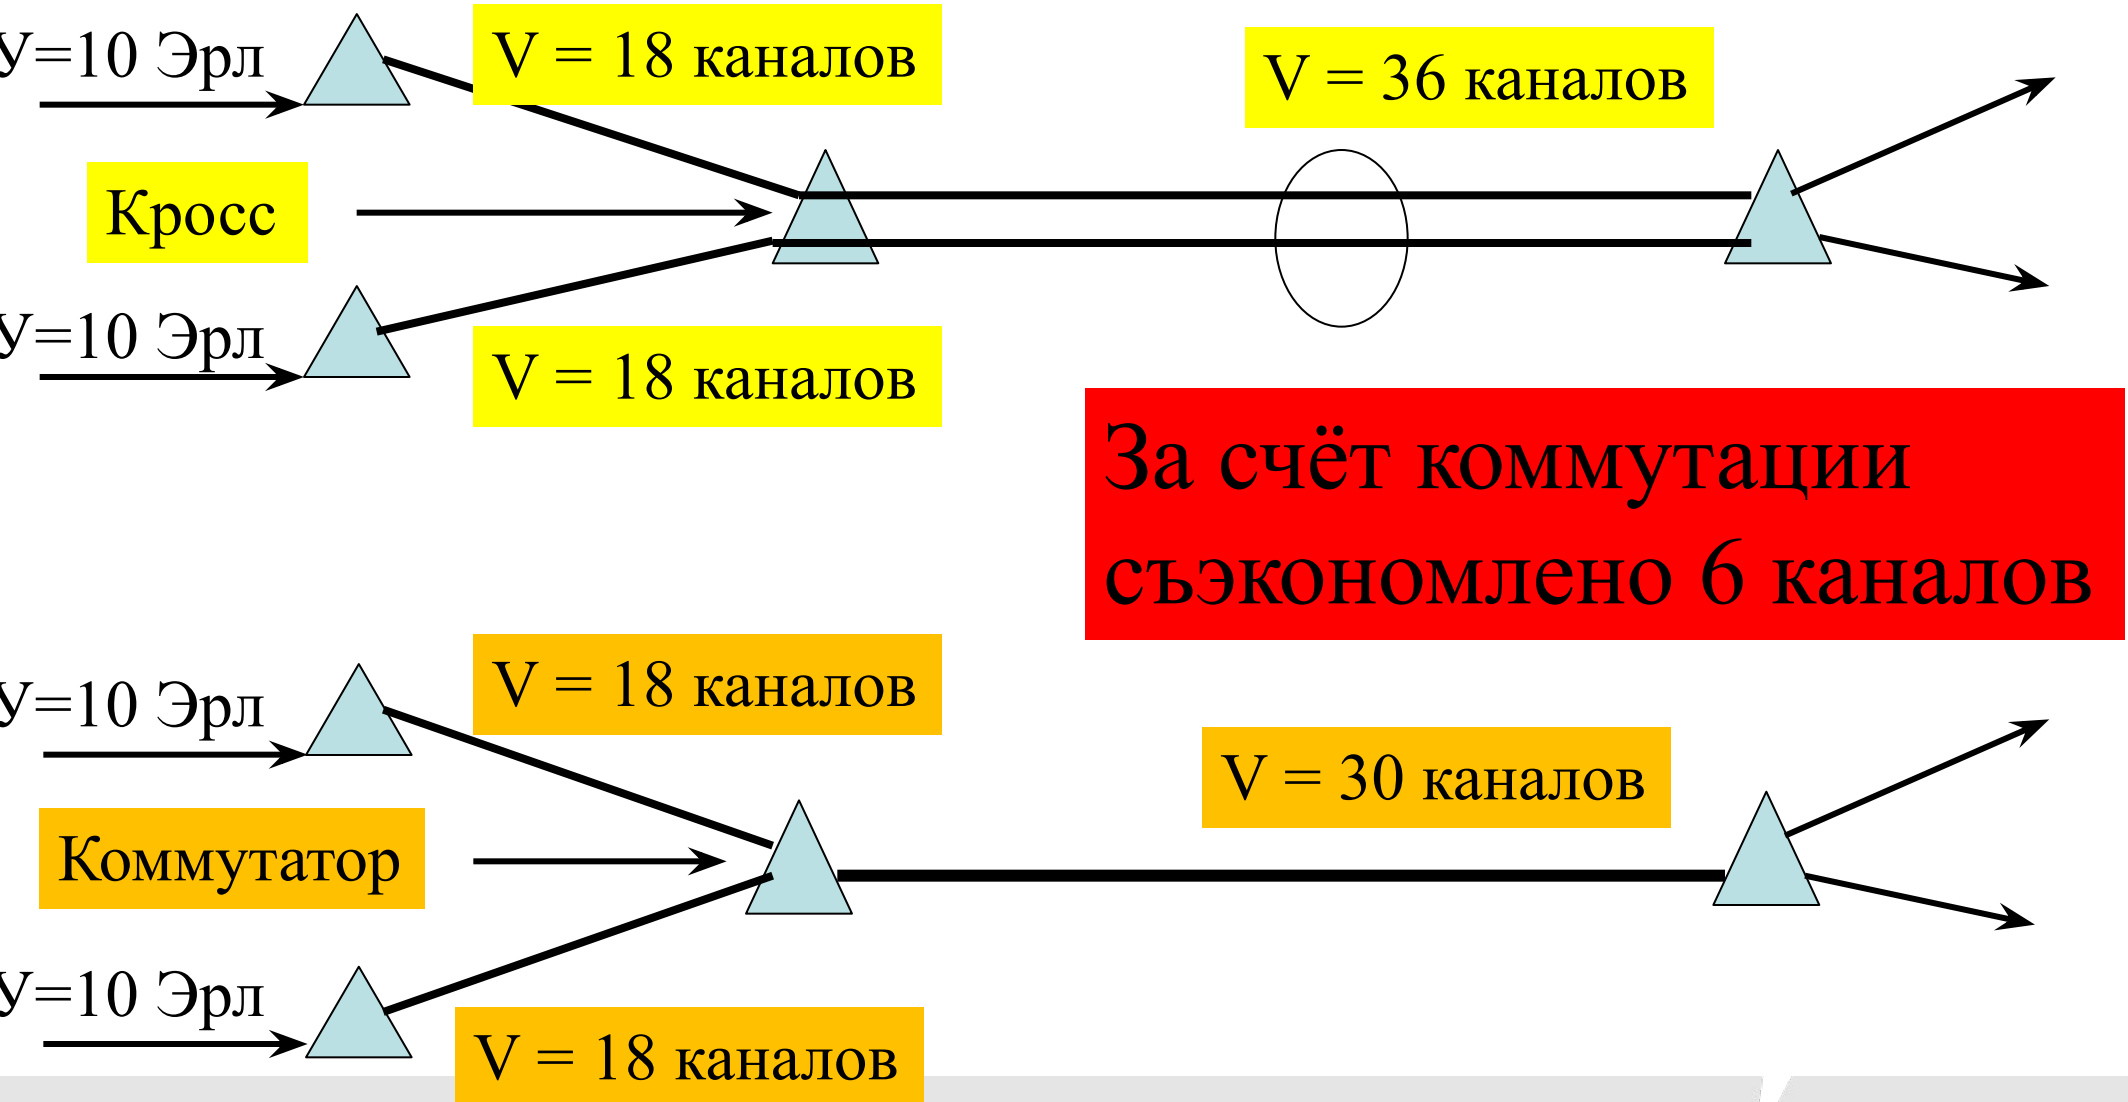 У=10 Эрл
V = 18 каналов
V = 36 каналов
Кросс
У=10 Эрл
V = 18 каналов
За счёт коммутации
съэкономлено 6 каналов
У=10 Эрл
V = 18 каналов
V = 30 каналов
Коммутатор
У=10 Эрл
V = 18 каналов